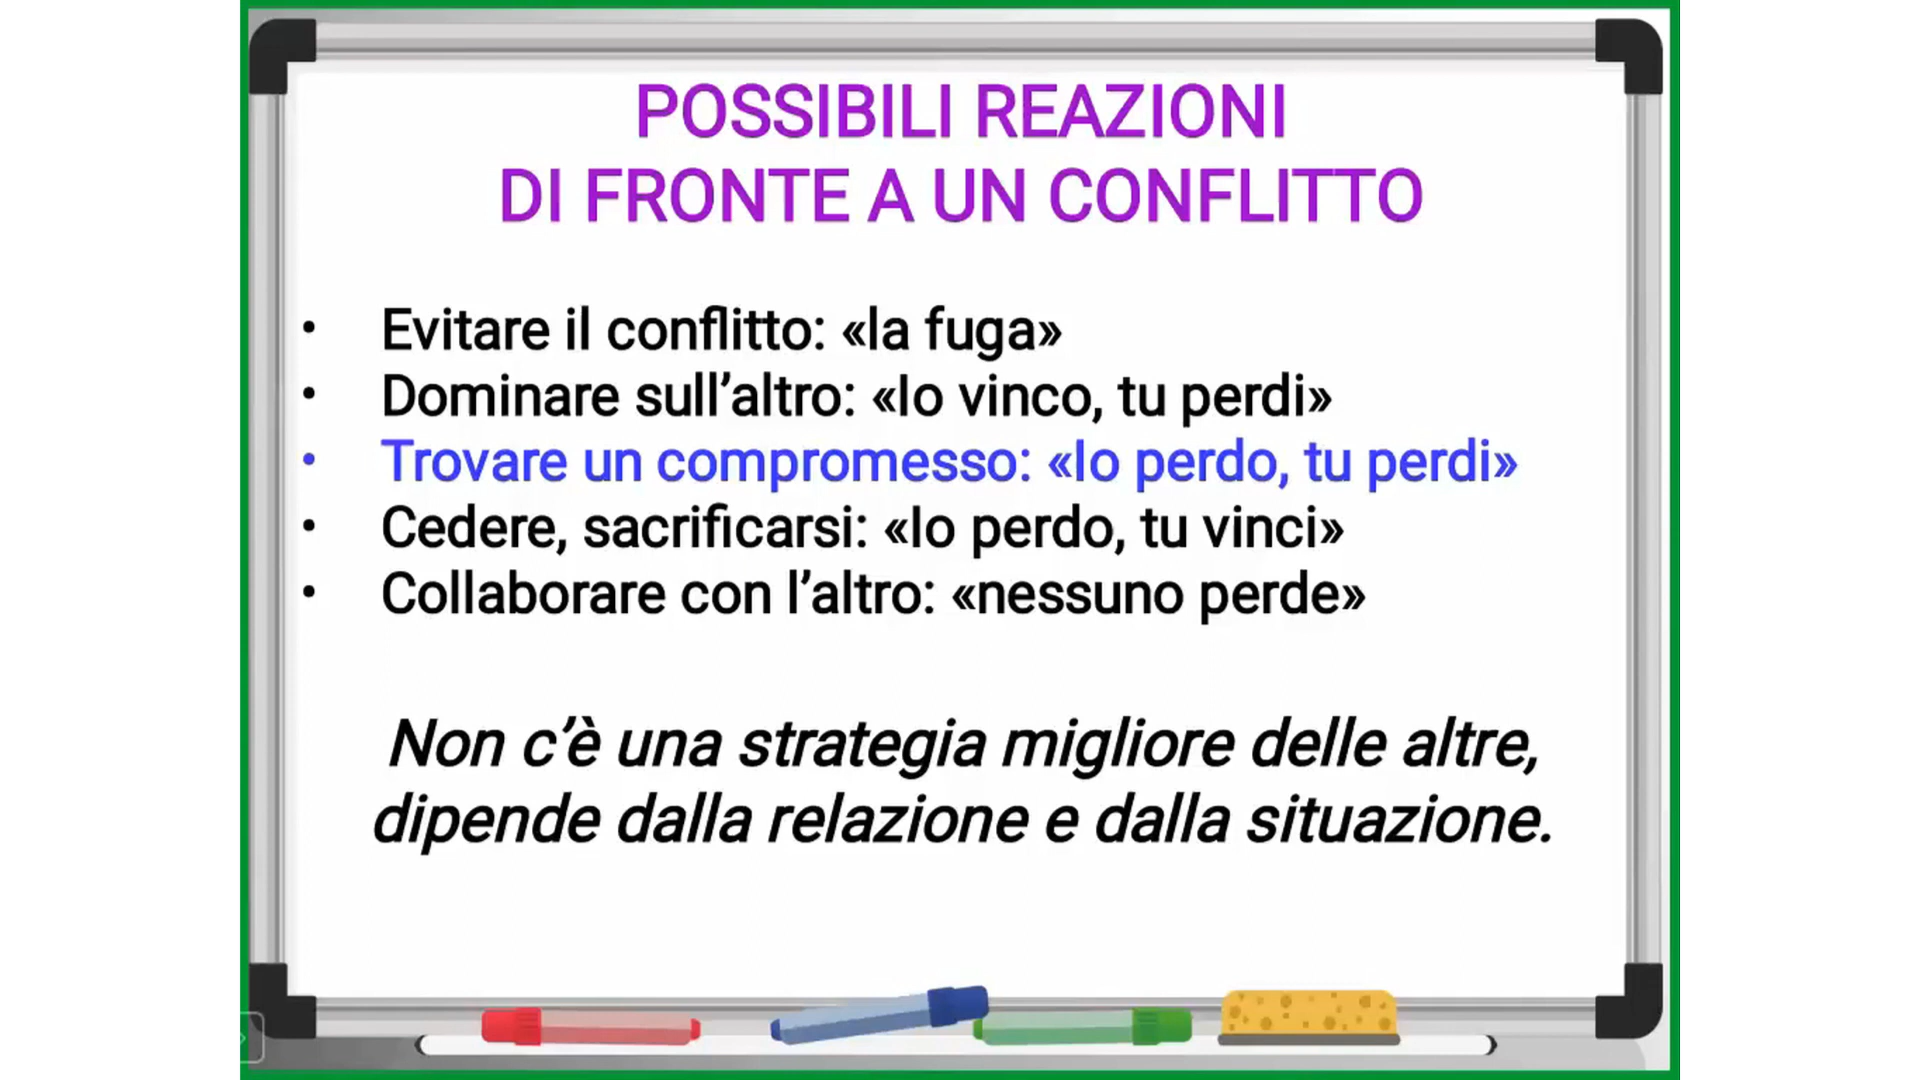 POSSIBILI REAZIONI
DI FRONTE A UN CONFLITTO
• Evitare il conflitto: «la fuga»
• Dominare sull’altro: «Io vinco, tu perdi»
• Trovare un compromesso: «Io perdo, tu perdi»
• Cedere, sacrificarsi: «Io perdo, tu vinci»
• Collaborare con l’altro: «nessuno perde»
Non c’è una strategia migliore delle altre,
dipende dalla relazione e dalla situazione.